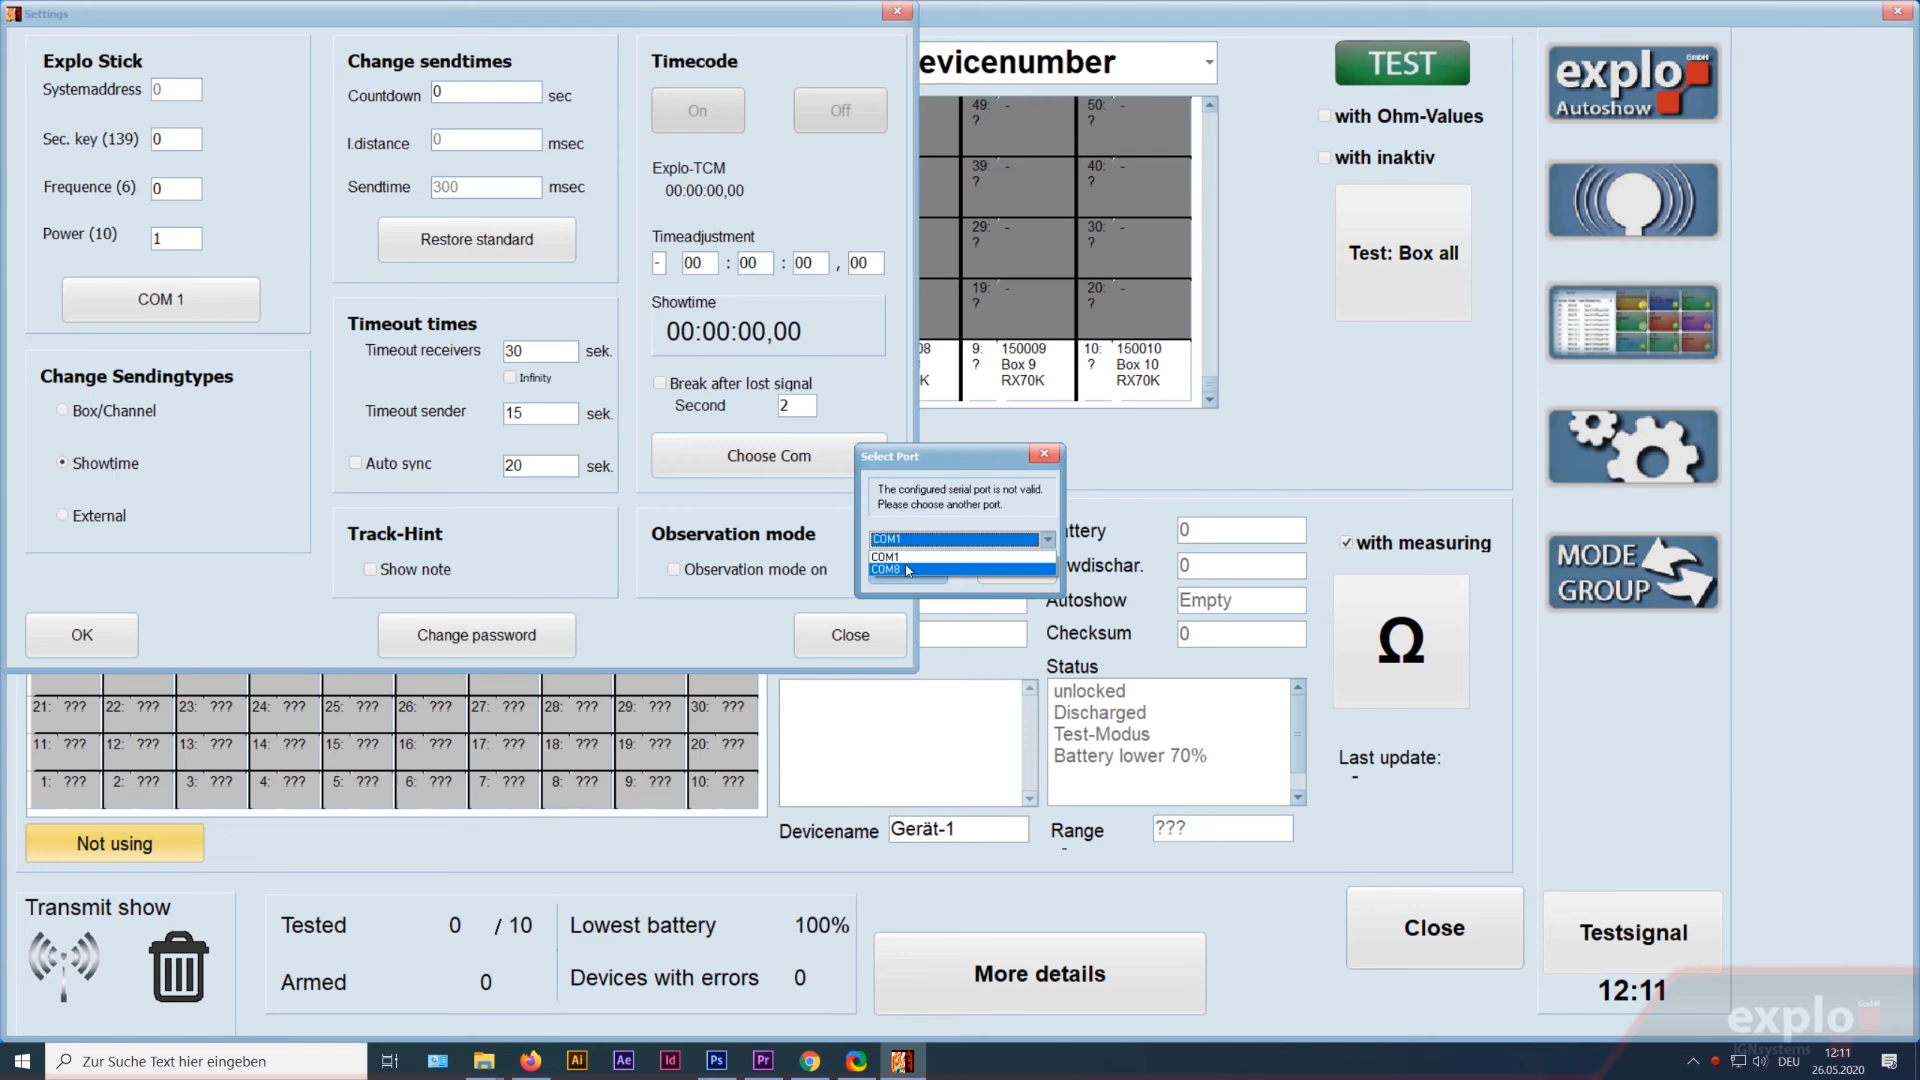 Settings
Explo Stick
Systemaddress 0
Sec. key (139) 0
Frequence (6) 0
Power (10) 1
COM 1
Change Sendingtypes
Box/Channel
Showtime
External
OK
Change sendtimes
Countdown 0 sec
I.distance 0 msec
Sendtime 300 msec
Restore standard
Timeout times
Timeout receivers 30 sek.
Infinity
Timeout sender 15 sek.
Auto sync 20 sek.
Track-Hint
Show note
Change password
Timecode
On Off
Explo-TCM
00:00:00,00
Timeadjustment
- 00 : 00 : 00 , 00
Showtime
00:00:00,00
Break after lost signal
Second 2
Choose Com
Observation mode
Observation mode on
Close
Select Port
The configured serial port is not valid.
Please choose another port.
COM1
COM1
COM8
evicenumber
49: - 50: -
? ?
39: - 40: -
? ?
29: - 30: -
? ?
19: - 20: -
? ?
08 9: 150009 10: 150010
? Box 9 ? Box 10
K RX70K RX70K
TEST
with Ohm-Values
with inaktiv
Test: Box all
explo GmbH
Autoshow
MODE
GROUP
ttery 0
wdischar. 0
Autoshow Empty
Checksum 0
Status
unlocked
Discharged
Test-Modus
Battery lower 70%
with measuring
Ω
Last update:
-
21: ??? 22: ??? 23: ??? 24: ??? 25: ??? 26: ??? 27: ??? 28: ??? 29: ??? 30: ???
11: ??? 12: ??? 13: ??? 14: ??? 15: ??? 16: ??? 17: ??? 18: ??? 19: ??? 20: ???
1: ??? 2: ??? 3: ??? 4: ??? 5: ??? 6: ??? 7: ??? 8: ??? 9: ??? 10: ???
Not using
Devicename Gerät-1
Range ???
-
Transmit show
Tested 0 / 10
Armed 0
Lowest battery 100%
Devices with errors 0
More details
Close
Testsignal
12:11
explo GmbH
IGNsystems
Zur Suche Text hier eingeben
Ai Ae Id Ps Pr
DEU
12:11
26.05.2020